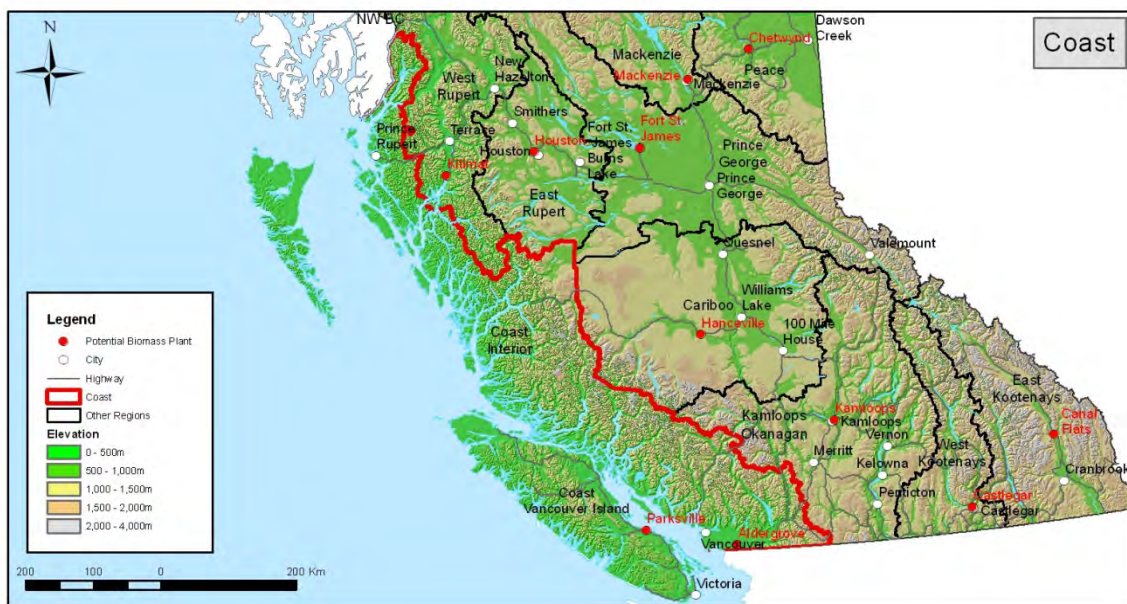 NW BC
Dawson
Creek
Coast
N
Chetwynd
Mackenzie
Peace
Mackenzie
Mackenzie
New
Hazelton
West
Rupert
Smithers
Fort St.
James
Fort St.
James
Prince
Rupert
Terrace
Houston
Houston
Burns
Lake
Kitimat
Prince
George
Prince
George
East
Rupert
Quesnel
Valemount
Williams
Lake
Cariboo
Hanceville
100 Mile
House
Coast
Interior
East
Kootenays
Kamloops
Kamloops
Kamloops
Okanagan
Canal
Flats
Vernon
Merritt
West
Kootenays
Kelowna
Cranbrook
Penticton
Castlegar
Castlegar
Coast
Vancouver Island
Parksville
Aldergrove
Vancouver
Victoria
Legend
Potential Biomass Plant
City
Highway
Coast
Other Regions
Elevation
0 - 500m
500 - 1,000m
1,000 - 1,500m
1,500 - 2,000m
2,000 - 4,000m
200 100 0 200 Km